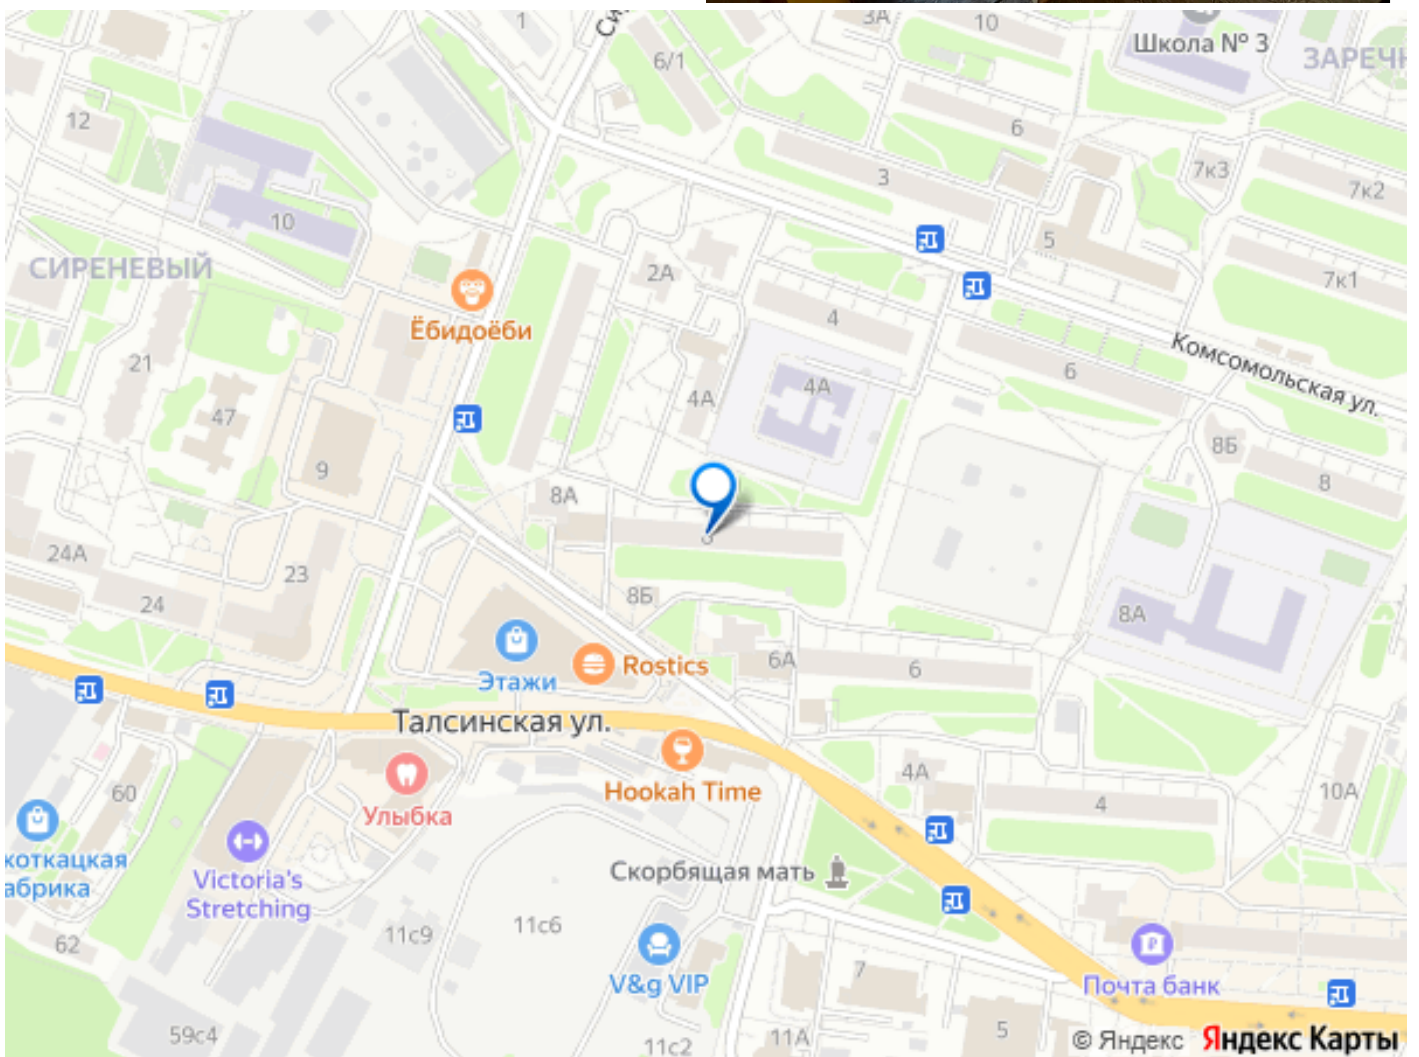 1
3А
10
Школа № 3
ЗАРЕЧН
6/1
12
6
3
7к3
7к2
10
5
СИРЕНЕВЫЙ
2А
7к1
Ёбидоёби
4
21
Комсомольская ул.
6
47
4А
4А
8Б
9
8
8А
24А
23
24
8Б
8А
Этажи
Rostics
6А
6
Талсинская ул.
60
Hookah Time
4А
4
10А
Улыбка
коткацкая
абрика
Victoria's
Stretching
Скорбящая мать
11с9
11с6
62
V&g VIP
7
Почта банк
59с4
11с2
11А
5
© Яндекс Яндекс Карты